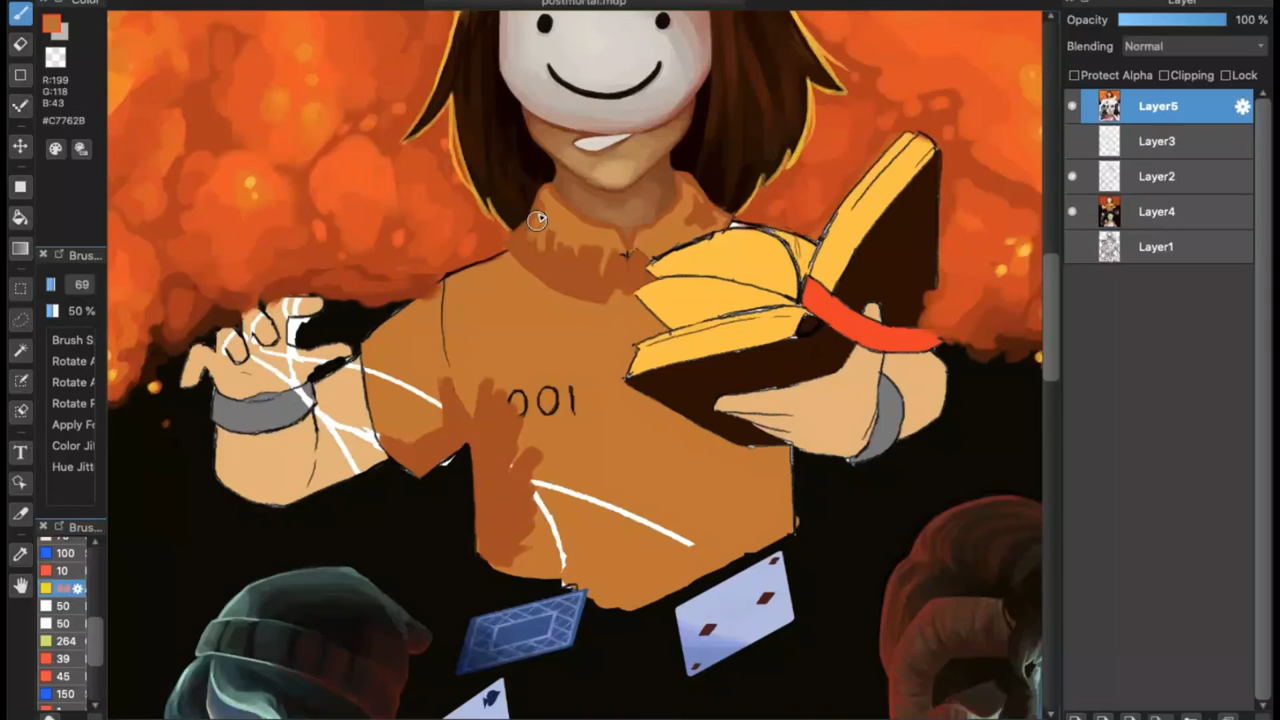 Color
postmortal.mdp
Layer
R:199
G:118
B:43
#C7762B
Brus...
69
50 %
Brush S
Rotate A
Rotate A
Rotate R
Apply Fo
Color Jit
Hue Jitt
Brus...
100
10
50
50
264
39
45
150
T
001
Opacity 100 %
Blending Normal
Protect Alpha Clipping Lock
Layer5
Layer3
Layer2
Layer4
Layer1